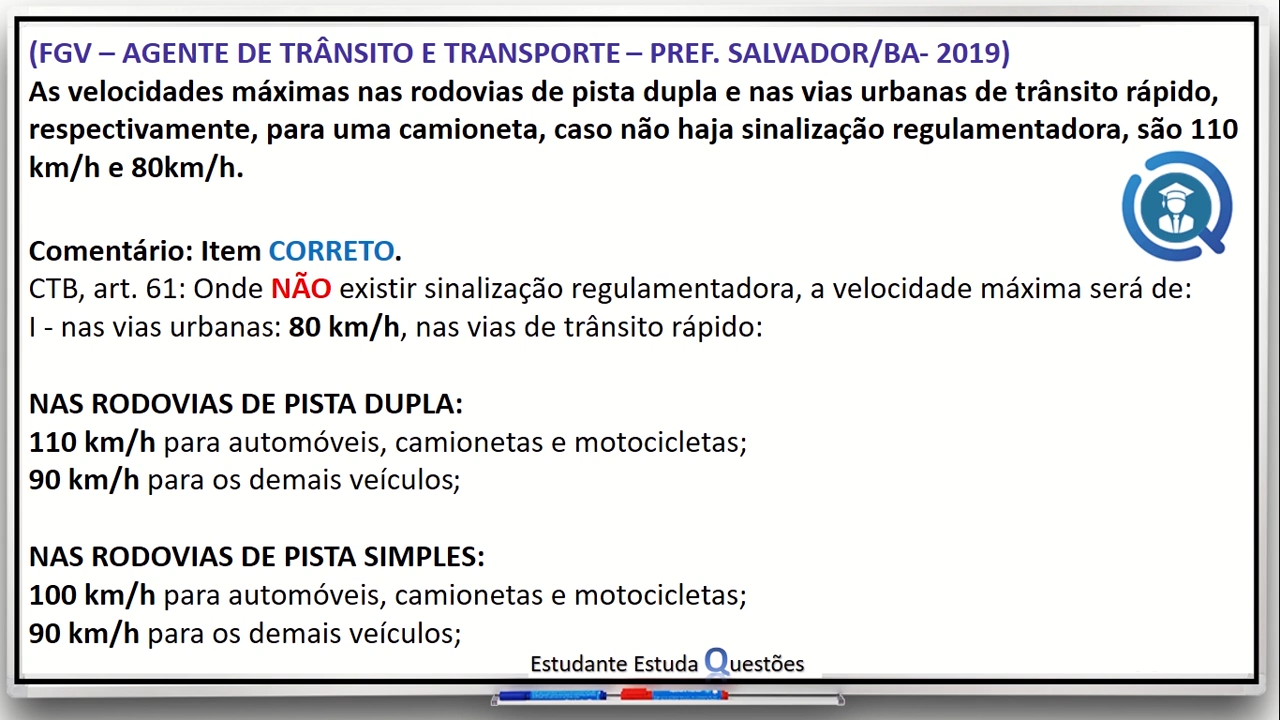 (FGV – AGENTE DE TRÂNSITO E TRANSPORTE – PREF. SALVADOR/BA- 2019)
As velocidades máximas nas rodovias de pista dupla e nas vias urbanas de trânsito rápido,
respectivamente, para uma camioneta, caso não haja sinalização regulamentadora, são 110
km/h e 80km/h.
Comentário: Item CORRETO.
CTB, art. 61: Onde NÃO existir sinalização regulamentadora, a velocidade máxima será de:
I - nas vias urbanas: 80 km/h, nas vias de trânsito rápido:
NAS RODOVIAS DE PISTA DUPLA:
110 km/h para automóveis, camionetas e motocicletas;
90 km/h para os demais veículos;
NAS RODOVIAS DE PISTA SIMPLES:
100 km/h para automóveis, camionetas e motocicletas;
90 km/h para os demais veículos;
Estudante Estuda Questões